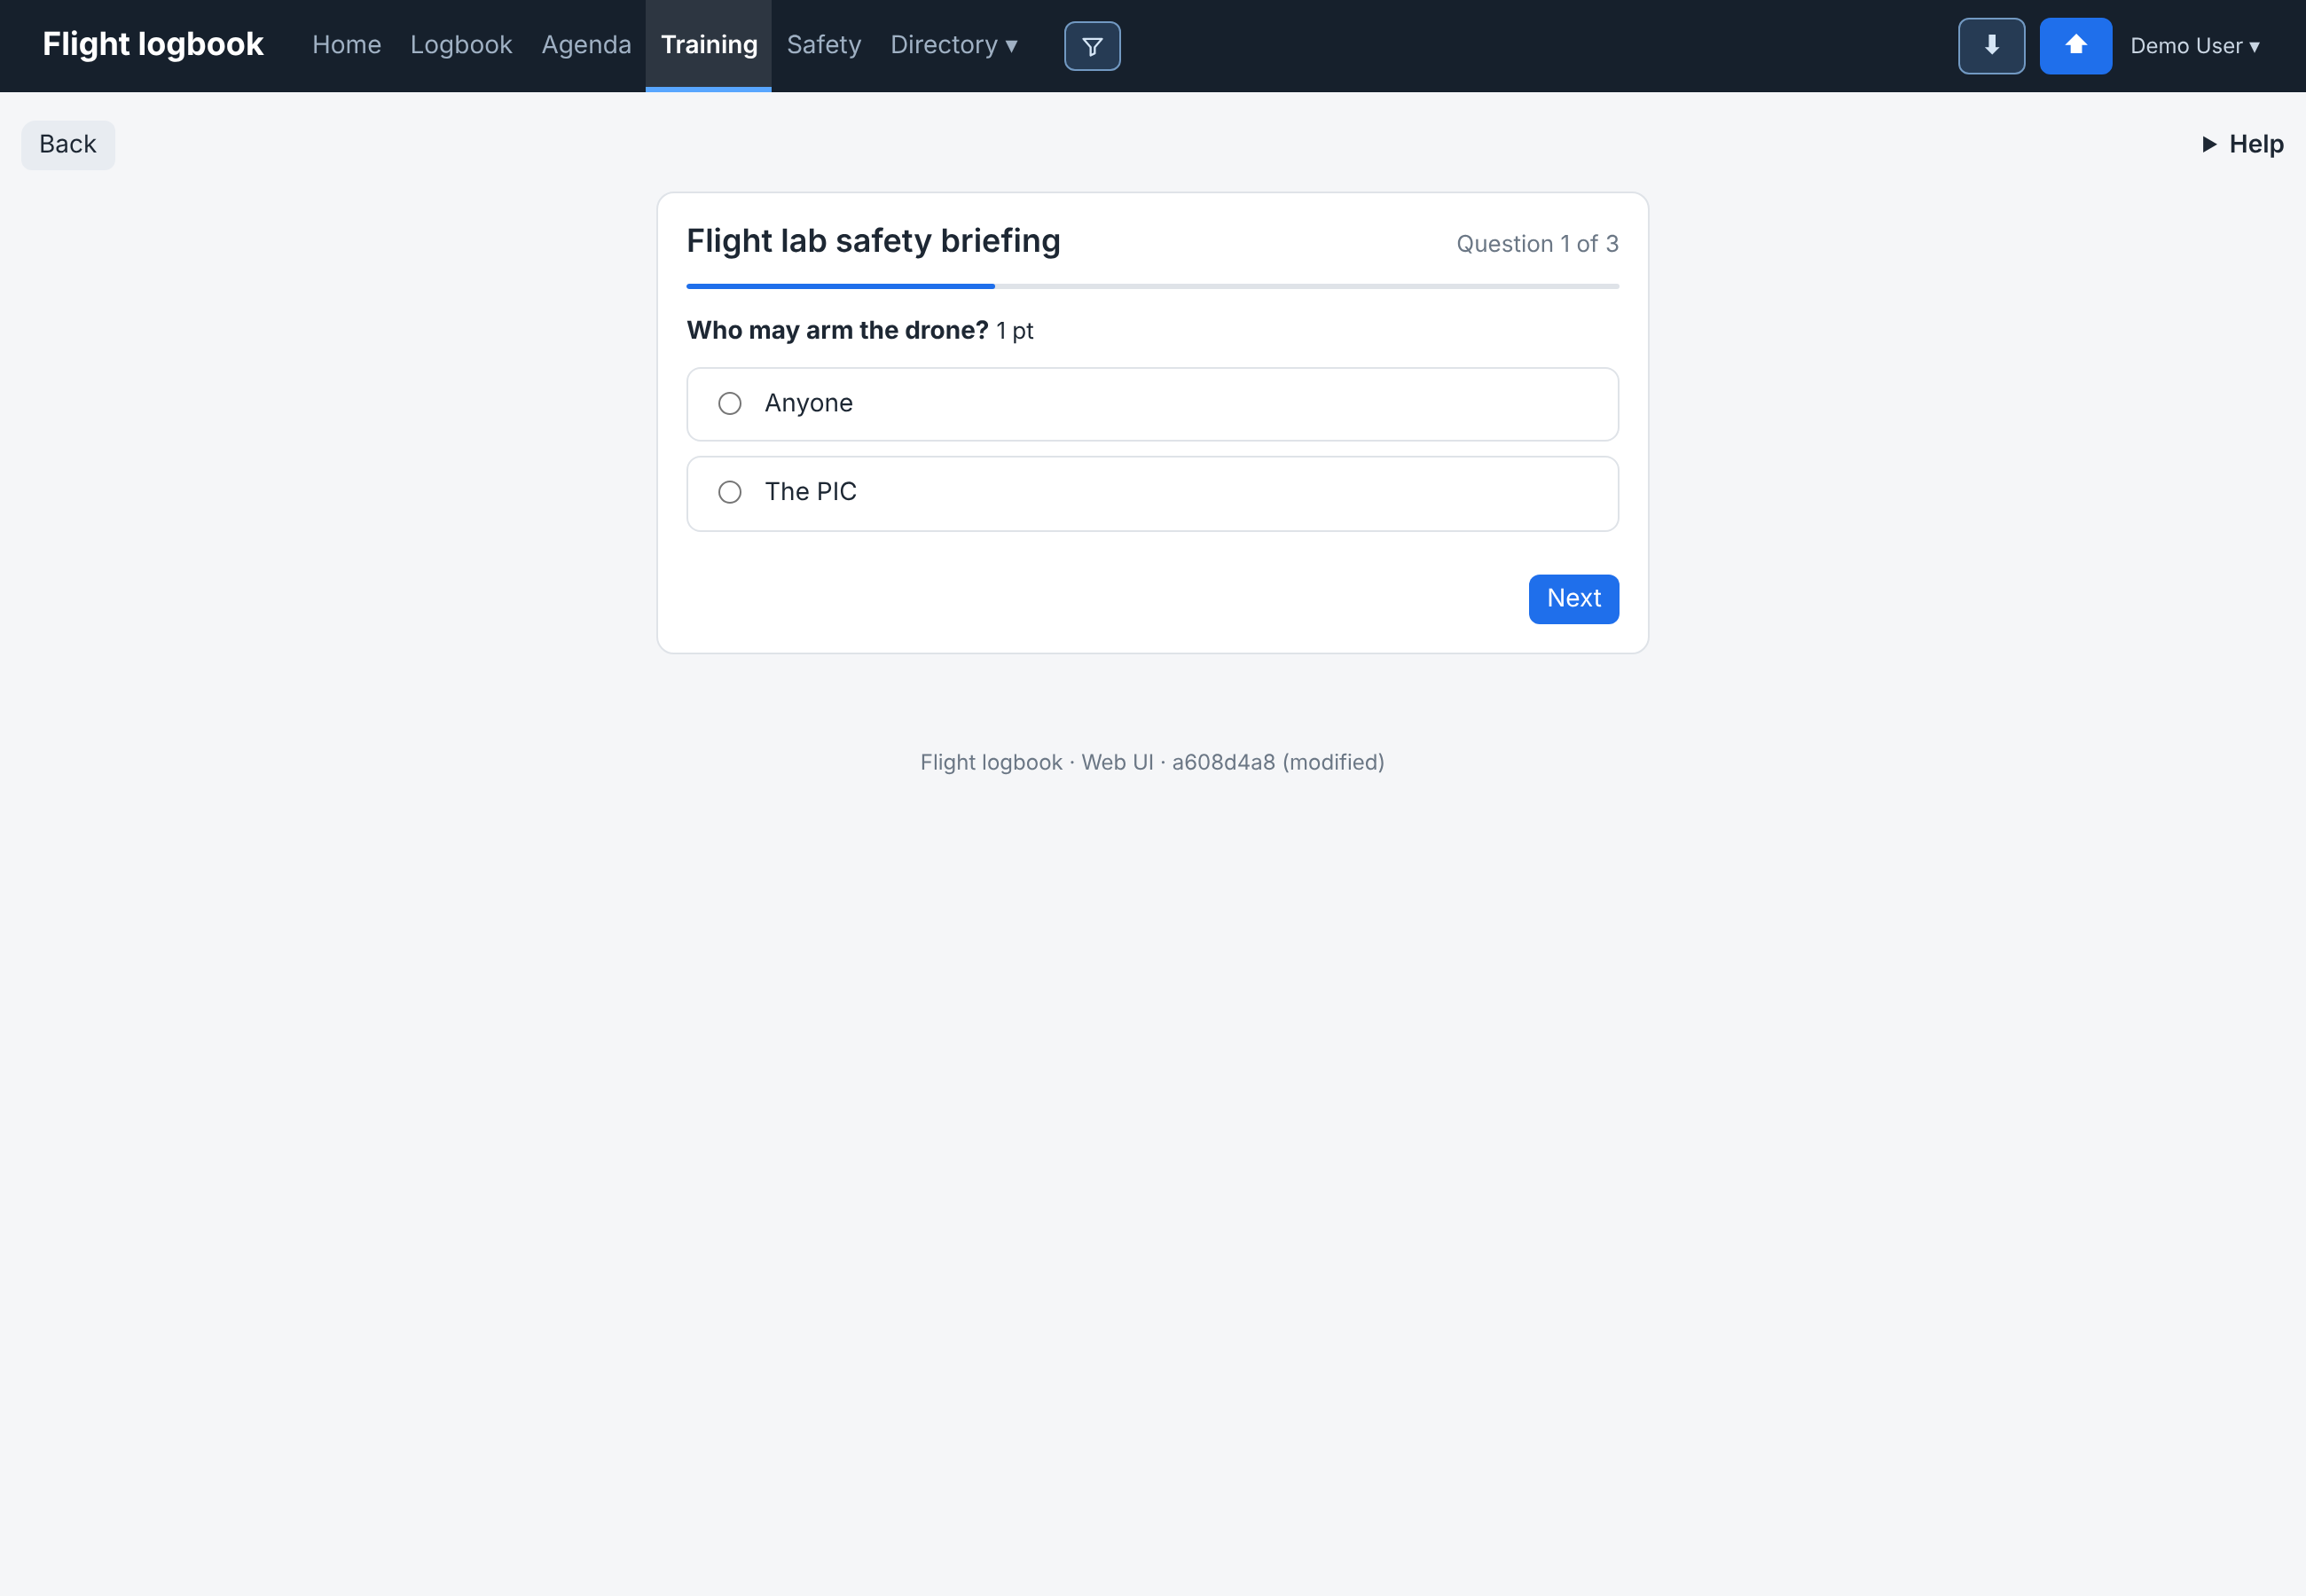 Flight logbook Home Logbook Agenda Training Safety Directory ▾ Demo User ▾
Back ▶ Help
Flight lab safety briefing Question 1 of 3
Who may arm the drone? 1 pt
Anyone
The PIC
Next
Flight logbook · Web UI · a608d4a8 (modified)